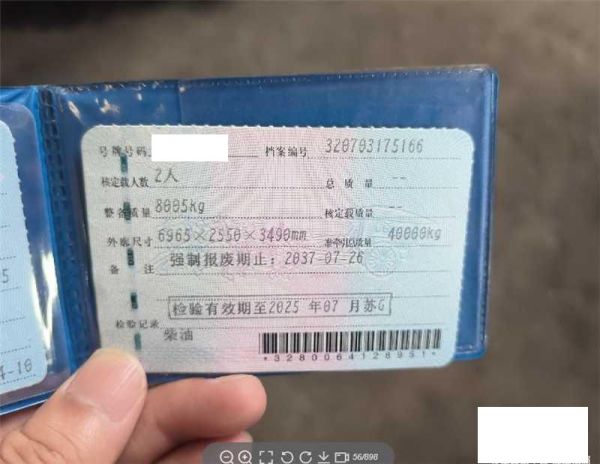 号牌号码 档案编号 320703175166
核定载人数 2人 总质量 --
整备质量 8005kg 核定载质量 --
外廓尺寸 6965×2550×3490mm 准牵引总质量 40000kg
备注 强制报废期止：2037-07-26
检验有效期至2025年07月苏G
检验记录
柴油
*3280064128951*
5
4-10
56/898